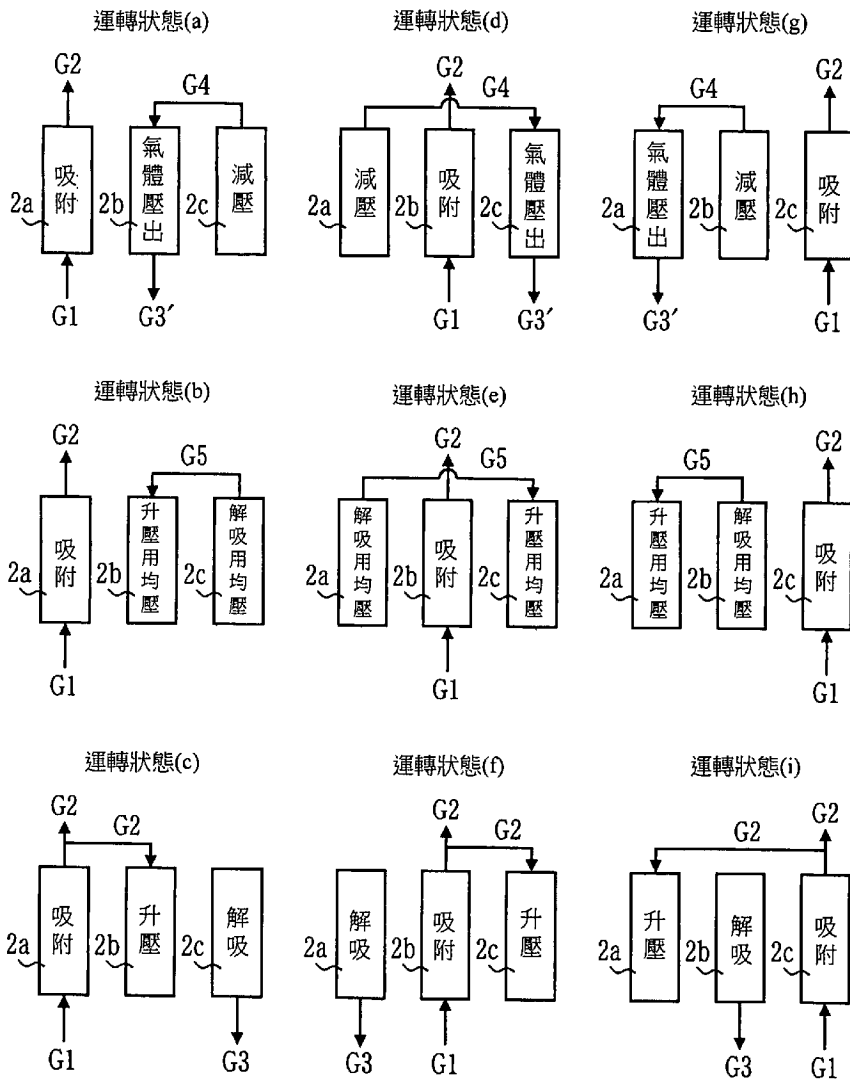 運轉狀態(a)
G2
G4
吸附
氣體壓出
減壓
2a
2b
2c
G1
G3′
運轉狀態(d)
G2
G4
減壓
吸附
氣體壓出
2a
2b
2c
G1
G3′
運轉狀態(g)
G2
G4
氣體壓出
減壓
吸附
2a
2b
2c
G3′
G1
運轉狀態(b)
G2
G5
吸附
升壓用均壓
解吸用均壓
2a
2b
2c
G1
運轉狀態(e)
G2
G5
解吸用均壓
吸附
升壓用均壓
2a
2b
2c
G1
運轉狀態(h)
G2
G5
升壓用均壓
解吸用均壓
吸附
2a
2b
2c
G1
運轉狀態(c)
G2
G2
吸附
升壓
解吸
2a
2b
2c
G1
G3
運轉狀態(f)
G2
G2
解吸
吸附
升壓
2a
2b
2c
G3
G1
運轉狀態(i)
G2
G2
升壓
解吸
吸附
2a
2b
2c
G3
G1